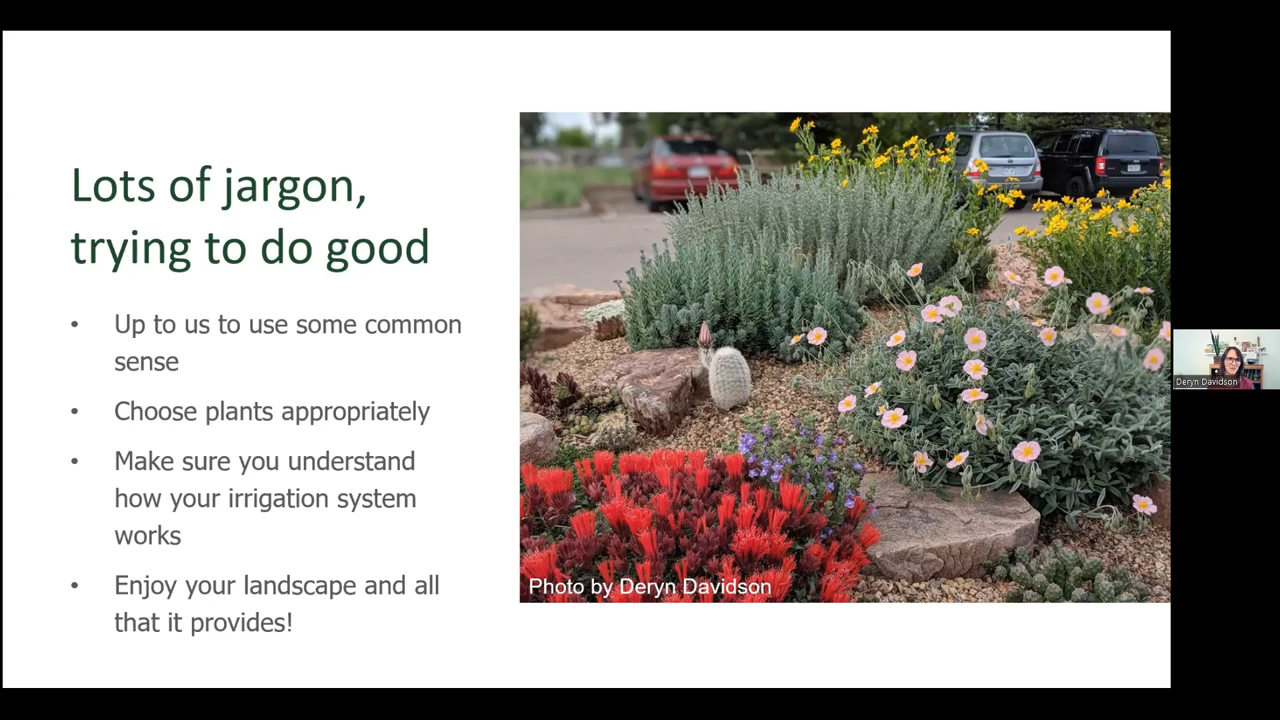 Lots of jargon,
trying to do good
• Up to us to use some common
sense
• Choose plants appropriately
• Make sure you understand
how your irrigation system
works
• Enjoy your landscape and all
that it provides!
Photo by Deryn Davidson
Deryn Davidson